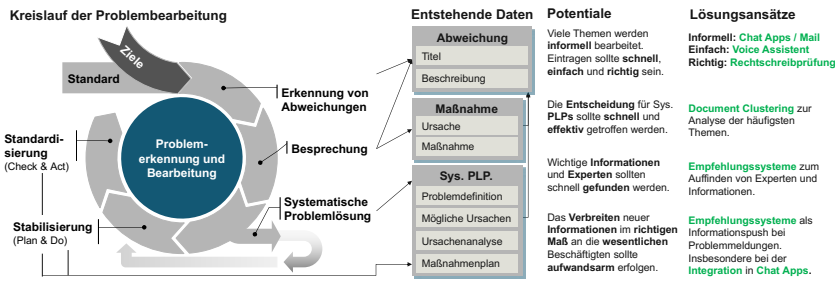 Kreislauf der Problembearbeitung
Ziele
Standard
Erkennung von
Abweichungen
Besprechung
Systematische
Problemlösung
Stabilisierung
(Plan & Do)
Standardi-
sierung
(Check & Act)
Problem-
erkennung und
Bearbeitung
Entstehende Daten
Abweichung
Titel
Beschreibung
Maßnahme
Ursache
Maßnahme
Sys. PLP.
Problemdefinition
Mögliche Ursachen
Ursachenanalyse
Maßnahmenplan
Potentiale
Viele Themen werden
informell bearbeitet.
Eintragen sollte schnell,
einfach und richtig sein.
Die Entscheidung für Sys.
PLPs sollte schnell und
effektiv getroffen werden.
Wichtige Informationen
und Experten sollten
schnell gefunden werden.
Das Verbreiten neuer
Informationen im richtigen
Maß an die wesentlichen
Beschäftigten sollte
aufwandsarm erfolgen.
Lösungsansätze
Informell: Chat Apps / Mail
Einfach: Voice Assistent
Richtig: Rechtschreibprüfung
Document Clustering zur
Analyse der häufigsten
Themen.
Empfehlungssysteme zum
Auffinden von Experten und
Informationen.
Empfehlungssysteme als
Informationspush bei
Problemmeldungen.
Insbesondere bei der
Integration in Chat Apps.